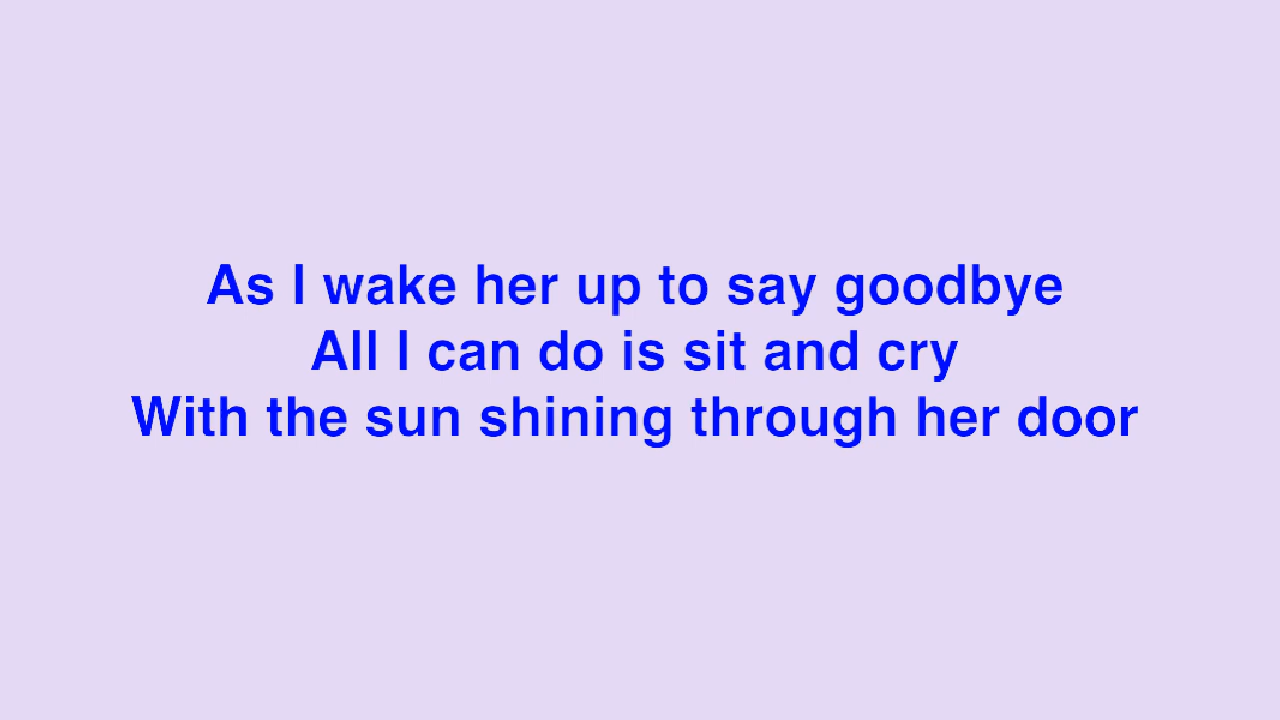 As I wake her up to say goodbye
All I can do is sit and cry
With the sun shining through her door